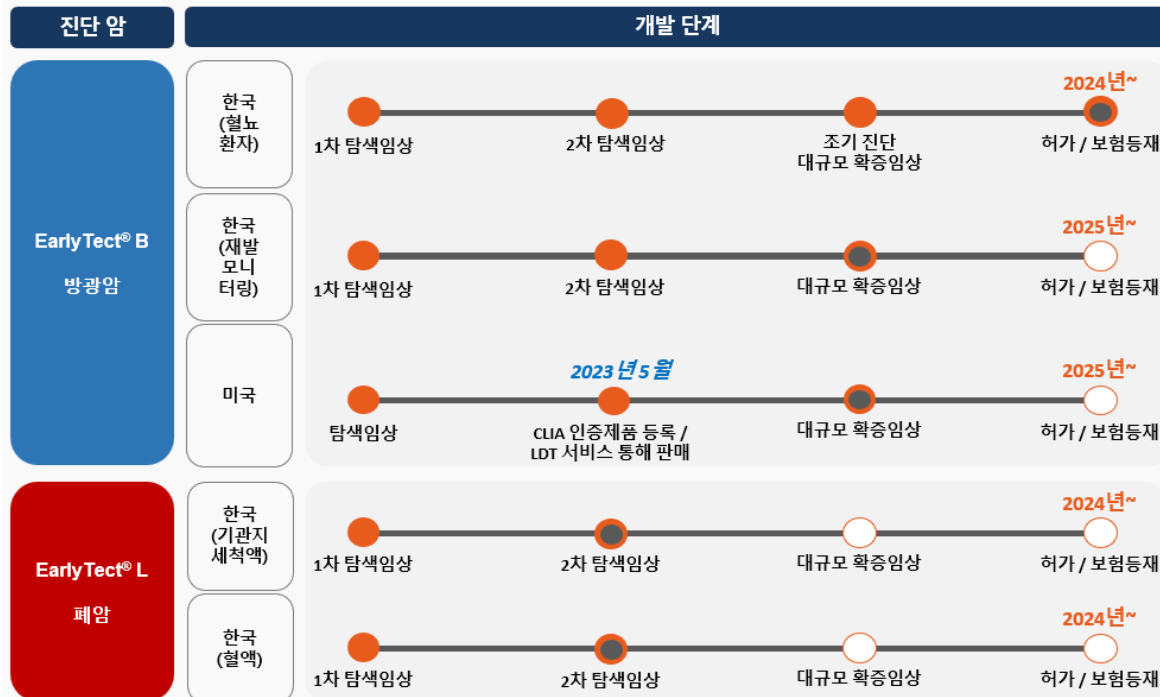 진단 암
개발 단계
EarlyTect® B
방광암
한국
(혈뇨
환자)
2024년~
1차 탐색임상
2차 탐색임상
조기 진단
대규모 확증임상
허가 / 보험등재
한국
(재발
모니
터링)
2025년~
1차 탐색임상
2차 탐색임상
대규모 확증임상
허가 / 보험등재
미국
2023년 5월
2025년~
탐색임상
CLIA 인증제품 등록 /
LDT 서비스 통해 판매
대규모 확증임상
허가 / 보험등재
EarlyTect® L
폐암
한국
(기관지
세척액)
2024년~
1차 탐색임상
2차 탐색임상
대규모 확증임상
허가 / 보험등재
한국
(혈액)
2024년~
1차 탐색임상
2차 탐색임상
대규모 확증임상
허가 / 보험등재